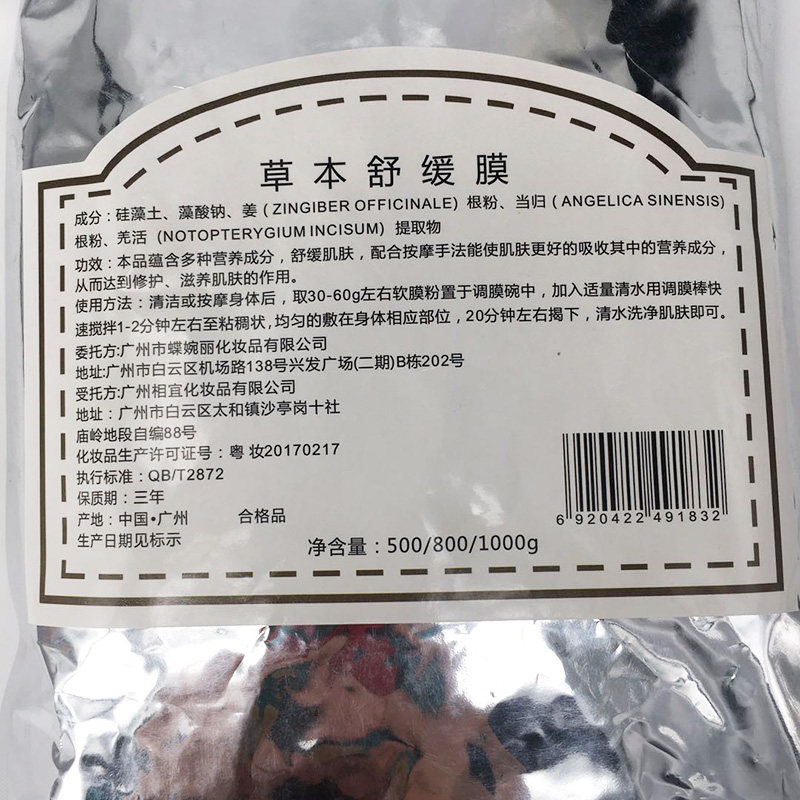 草本舒缓膜
成分：硅藻土、藻酸钠、姜（ZINGIBER OFFICINALE）根粉、当归（ANGELICA SINENSIS)
根粉、羌活（NOTOPTERYGIUM INCISUM）提取物
功效：本品蕴含多种营养成分，舒缓肌肤，配合按摩手法能使肌肤更好的吸收其中的营养成分，
从而达到修护、滋养肌肤的作用。
使用方法：清洁或按摩身体后，取30-60g左右软膜粉置于调膜碗中，加入适量清水用调膜棒快
速搅拌1-2分钟左右至粘稠状，均匀的敷在身体相应部位，20分钟左右揭下，清水洗净肌肤即可。
委托方:广州市蝶婉丽化妆品有限公司
地址:广州市白云区机场路138号兴发广场(二期)B栋202号
受托方:广州相宜化妆品有限公司
地址：广州市白云区太和镇沙亭岗十社
庙岭地段自编88号
化妆品生产许可证号：粤 妆20170217
执行标准：QB/T2872
保质期：三年
产地：中国•广州 合格品
生产日期见标示
净含量：500/800/1000g
6 920422 491832